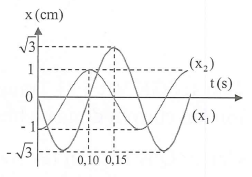 x (cm)
√3
1
(x₂)
t (s)
0
(x₁)
-1
-√3
0,10 0,15